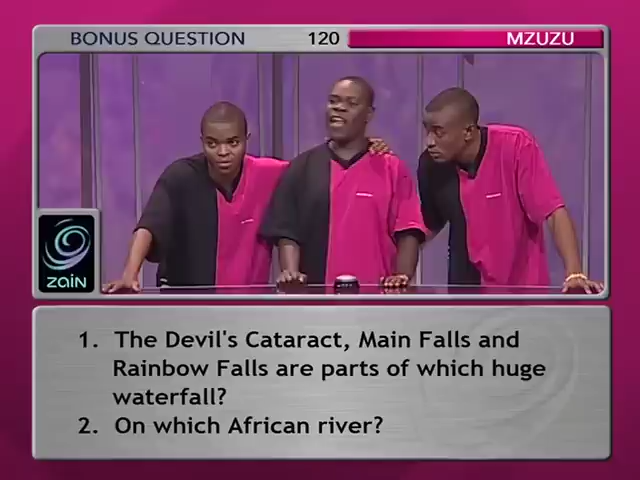 BONUS QUESTION 120 MZUZU
zain
1. The Devil's Cataract, Main Falls and
Rainbow Falls are parts of which huge
waterfall?
2. On which African river?